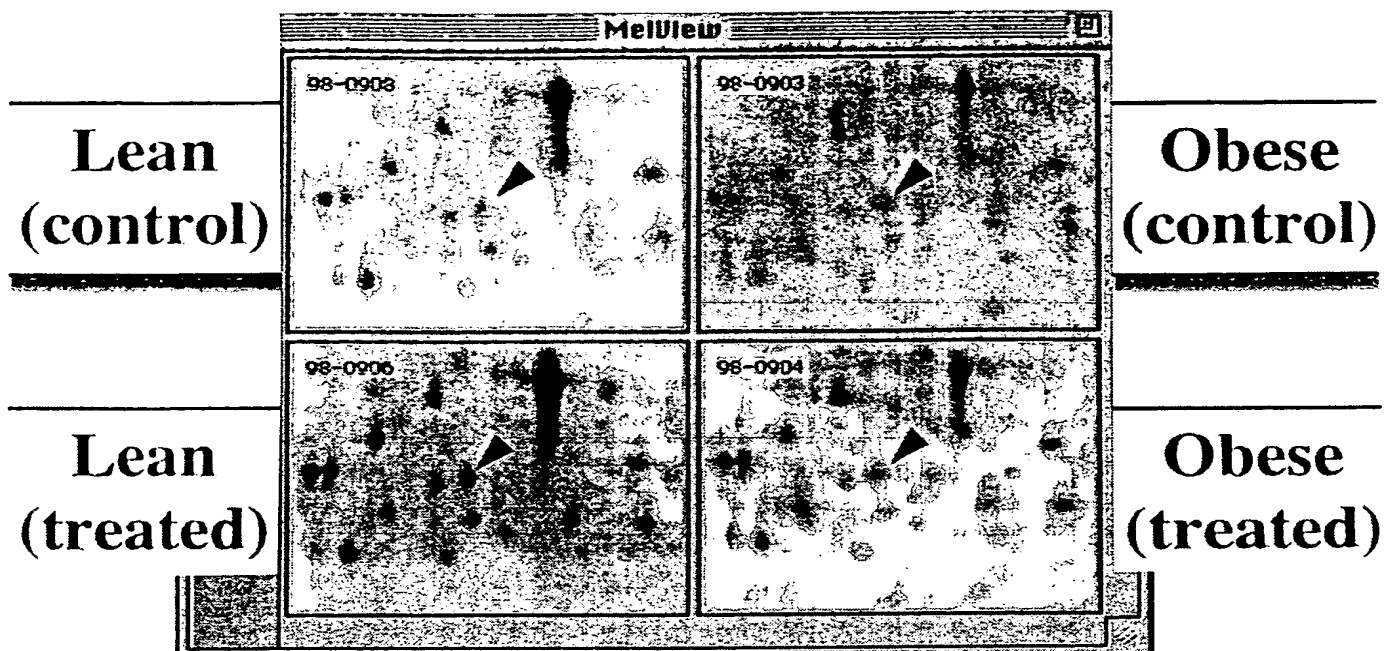 MelView
98-0903
98-0903
Lean
(control)
Obese
(control)
98-0906
98-0904
Lean
(treated)
Obese
(treated)